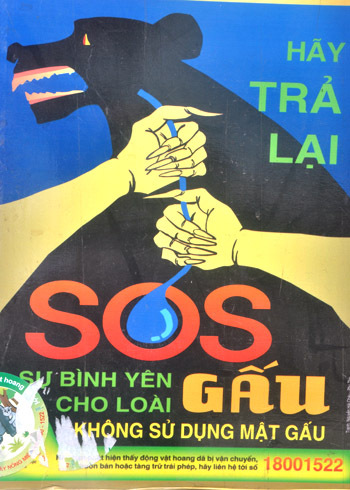 HÃY
TRẢ
LẠI
SOS
SỰ BÌNH YÊN
CHO LOÀI
GẤU
KHÔNG SỬ DỤNG MẬT GẤU
hiện thấy động vật hoang dã bị vận chuyển,
bán hoặc tàng trữ trái phép, hãy liên hệ tới số
18001522